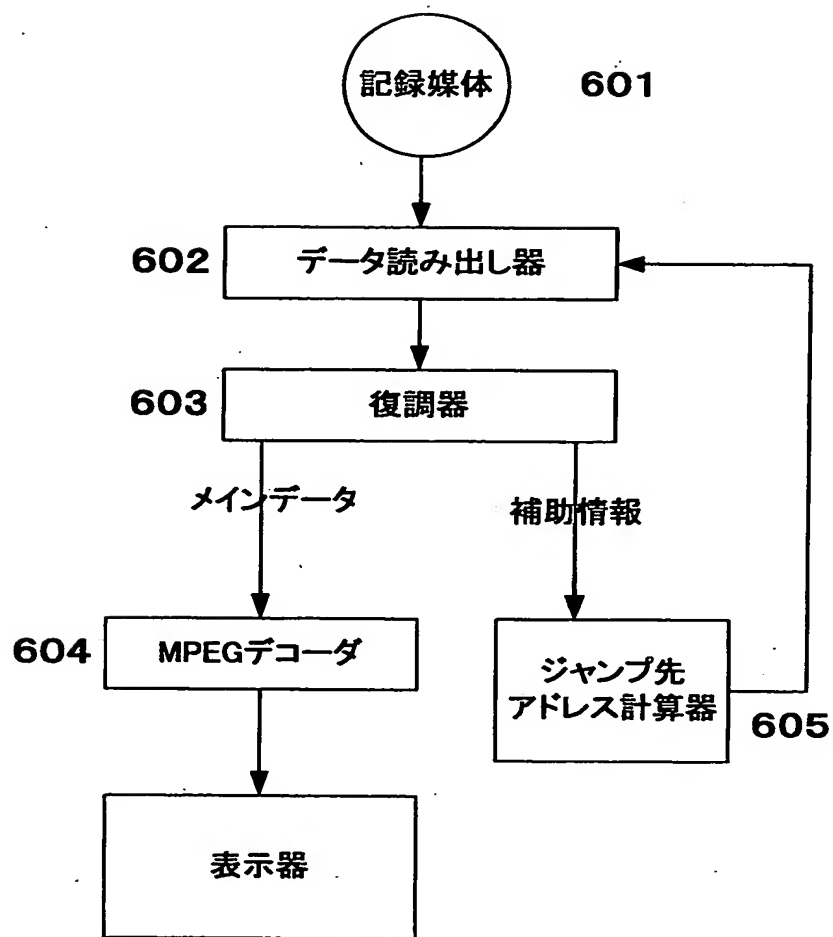 記録媒体
601
602
データ読み出し器
603
復調器
メインデータ
補助情報
604
MPEGデコーダ
ジャンプ先
アドレス計算器
605
表示器